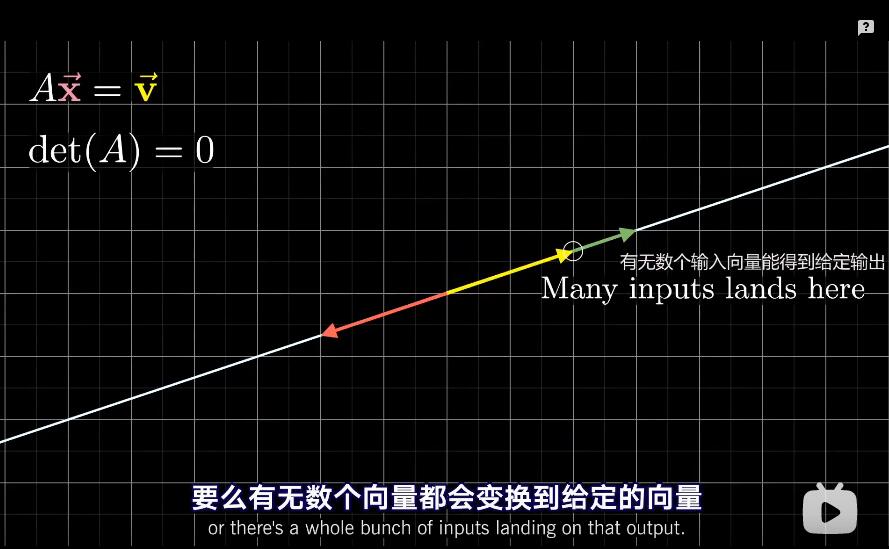 ?
A\vec{x} = \vec{v}
det(A) = 0
有无数个输入向量能得到给定输出
Many inputs lands here
要么有无数个向量都会变换到给定的向量
or there's a whole bunch of inputs landing on that output.